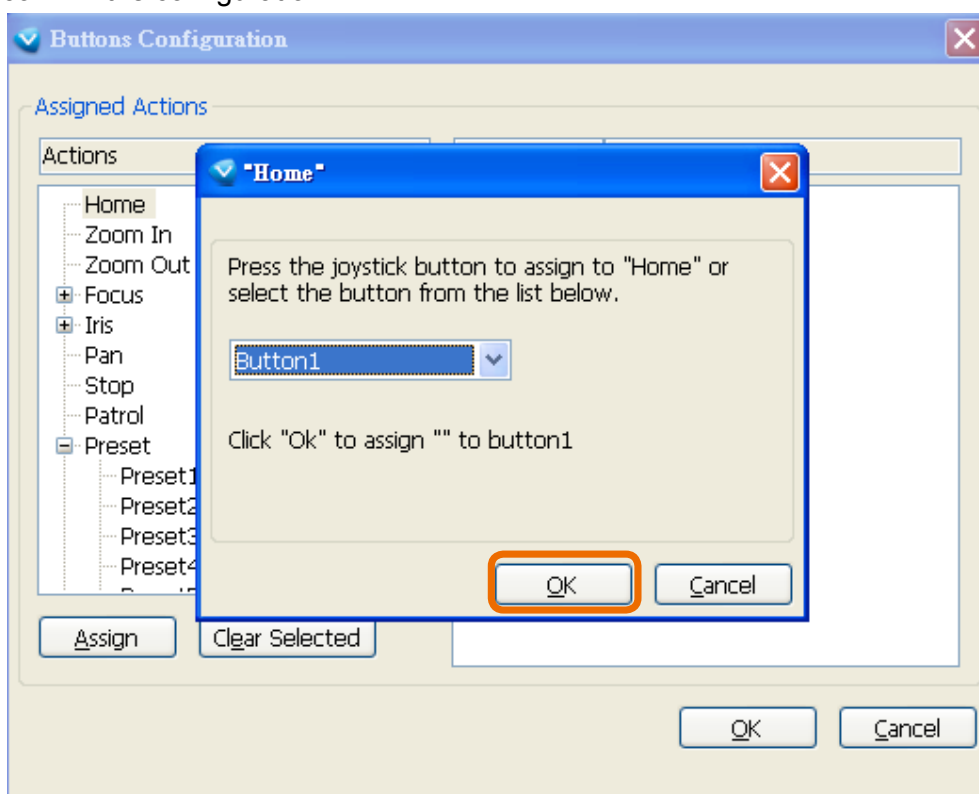 Buttons Configuration
Assigned Actions
Actions
"Home"
Home
Zoom In
Zoom Out
Focus
Iris
Pan
Stop
Patrol
Preset
Preset1
Preset2
Preset3
Preset4
Press the joystick button to assign to "Home" or
select the button from the list below.
Button1
Click "Ok" to assign "" to button1
OK
Cancel
Assign
Clear Selected
OK
Cancel